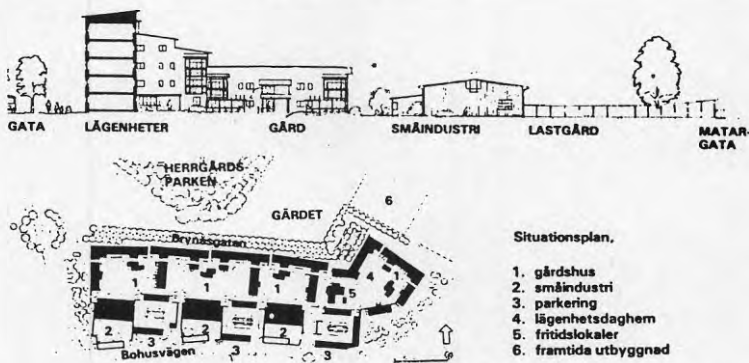 GATA LÄGENHETER GÅRD SMÅINDUSTRI LASTGÅRD MATAR-
GATA
HERRGÅRDS
PARKEN
GÄRDET
6
Brynäsgatan
Situationsplan.
1 1 1 5 4 1
1. gårdshus
2. småindustri
3. parkering
4. lägenhetsdaghem
5. fritidslokaler
6. framtida utbyggnad
2 2 2
3 3 3
Bohusvägen